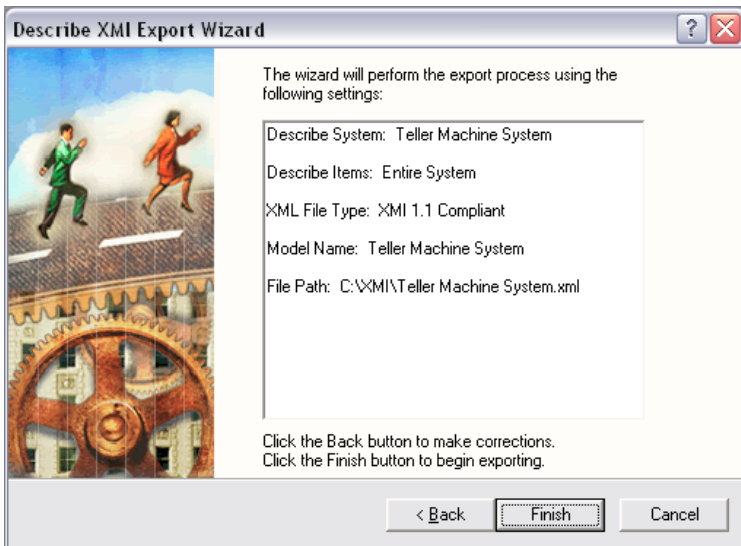 Describe XMI Export Wizard
?
The wizard will perform the export process using the
following settings:
Describe System: Teller Machine System
Describe Items: Entire System
XML File Type: XMI 1.1 Compliant
Model Name: Teller Machine System
File Path: C:\XMI\Teller Machine System.xml
Click the Back button to make corrections.
Click the Finish button to begin exporting.
< Back
Finish
Cancel